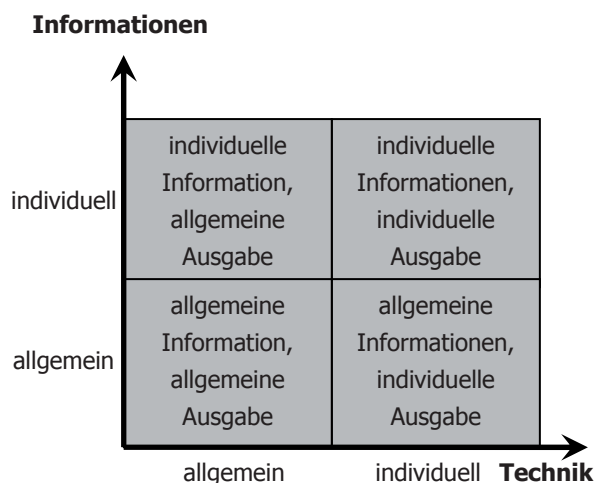 Informationen
individuell
individuelle
Information,
allgemeine
Ausgabe
individuelle
Informationen,
individuelle
Ausgabe
allgemein
allgemeine
Information,
allgemeine
Ausgabe
allgemeine
Informationen,
individuelle
Ausgabe
allgemein individuell Technik